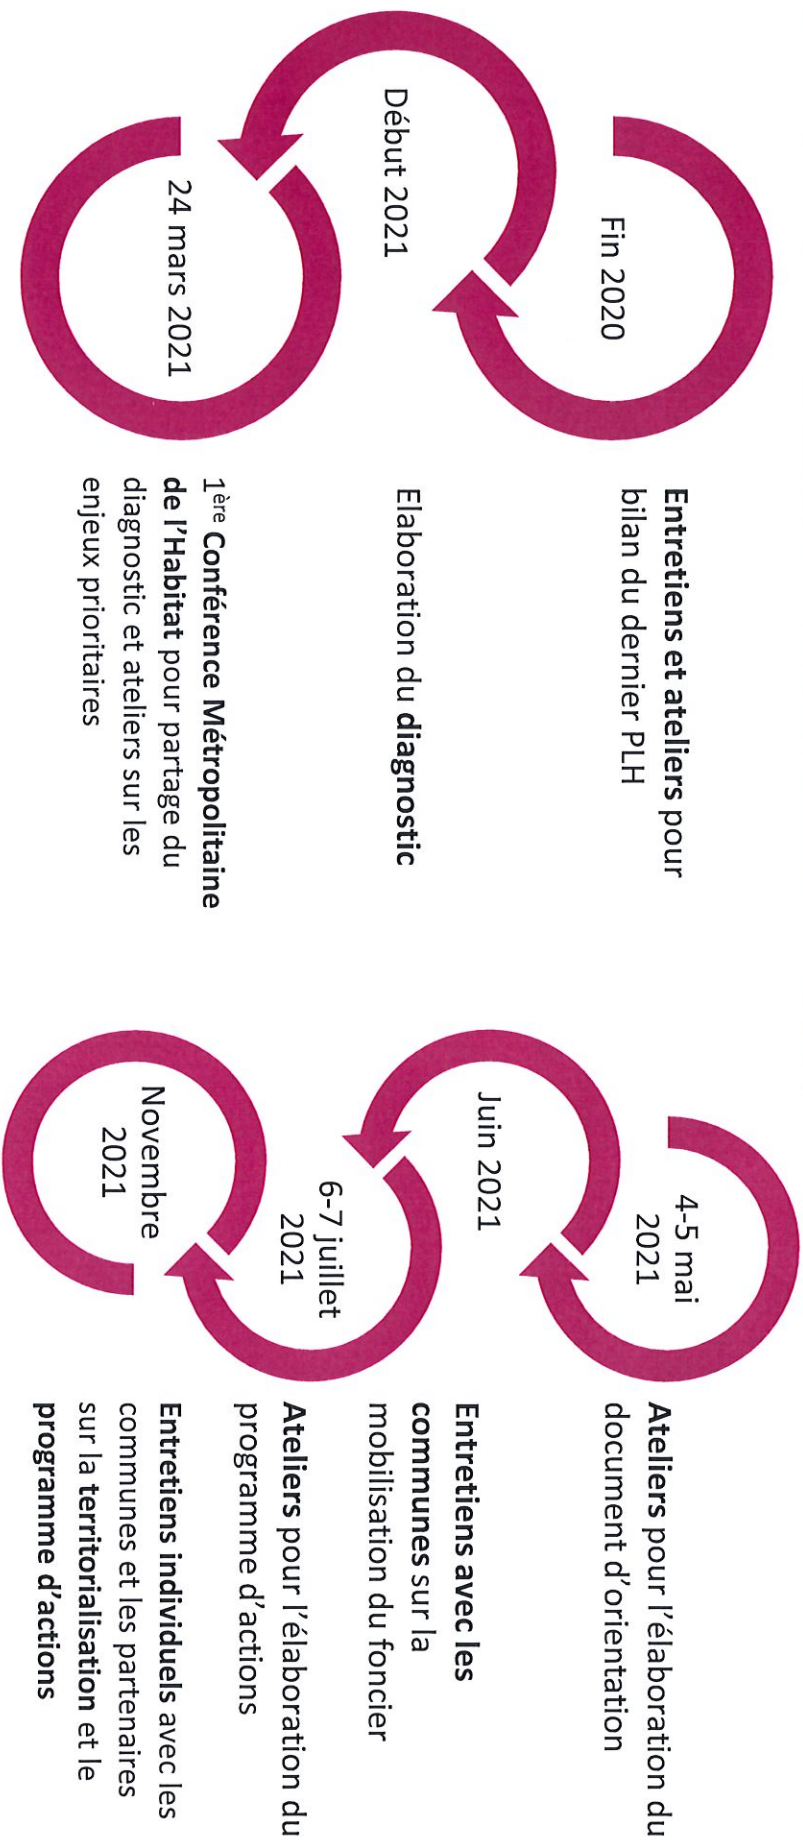 Fin 2020
Entretiens et ateliers pour
bilan du dernier PLH
Début 2021
Elaboration du diagnostic
24 mars 2021
1ère Conférence Métropolitaine
de l'Habitat pour partage du
diagnostic et ateliers sur les
enjeux prioritaires
4-5 mai
2021
Ateliers pour l'élaboration du
document d'orientation
Juin 2021
Entretiens avec les
communes sur la
mobilisation du foncier
6-7 juillet
2021
Ateliers pour l'élaboration du
programme d'actions
Novembre
2021
Entretiens individuels avec les
communes et les partenaires
sur la territorialisation et le
programme d'actions